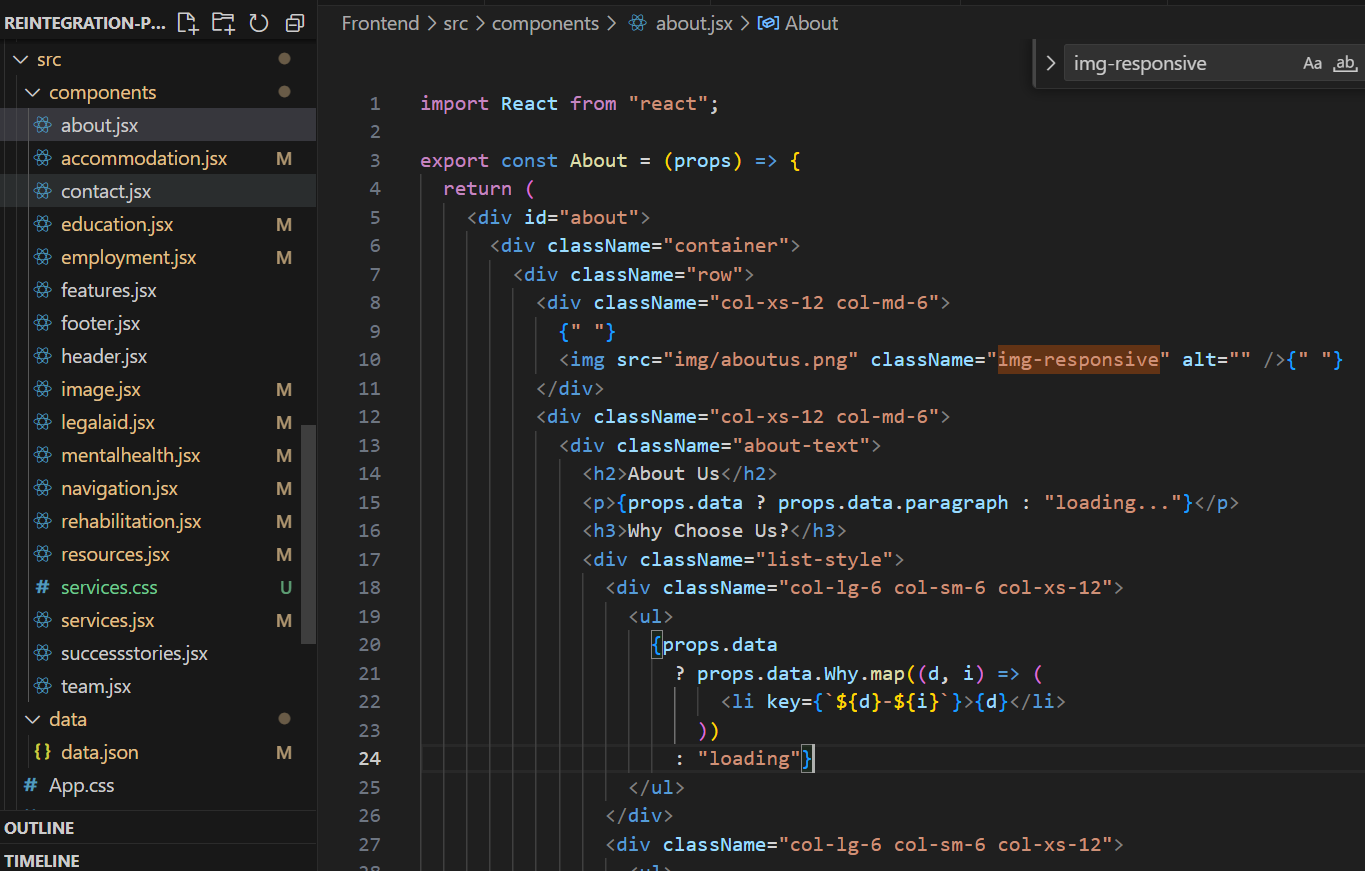 REINTEGRATION-P...
src
components
about.jsx
accommodation.jsx M
contact.jsx
education.jsx M
employment.jsx M
features.jsx
footer.jsx
header.jsx
image.jsx M
legalaid.jsx M
mentalhealth.jsx M
navigation.jsx M
rehabilitation.jsx M
resources.jsx M
# services.css U
services.jsx M
successstories.jsx
team.jsx
data
{} data.json M
# App.css
OUTLINE
TIMELINE
Frontend > src > components > about.jsx > About
img-responsive Aa ab
1 import React from "react";
2
3 export const About = (props) => {
4 return (
5 <div id="about">
6 <div className="container">
7 <div className="row">
8 <div className="col-xs-12 col-md-6">
9 {" "}
10 <img src="img/aboutus.png" className="img-responsive" alt="" />{" "}
11 </div>
12 <div className="col-xs-12 col-md-6">
13 <div className="about-text">
14 <h2>About Us</h2>
15 <p>{props.data ? props.data.paragraph : "loading..."}</p>
16 <h3>Why Choose Us?</h3>
17 <div className="list-style">
18 <div className="col-lg-6 col-sm-6 col-xs-12">
19 <ul>
20 {props.data
21 ? props.data.Why.map((d, i) => (
22 <li key={`${d}-${i}`}>{d}</li>
23 ))
24 : "loading"}
25 </ul>
26 </div>
27 <div className="col-lg-6 col-sm-6 col-xs-12">
28 <ul>